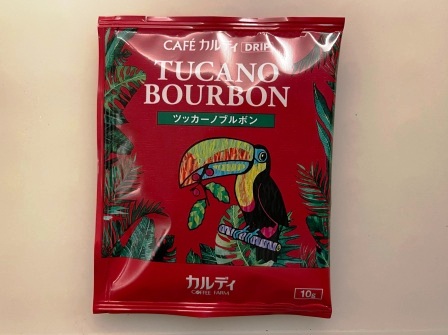 CAFÉ カルディ [DRIP]
TUCANO
BOURBON
ツッカーノブルボン
カルディ
COFFEE FARM
10g